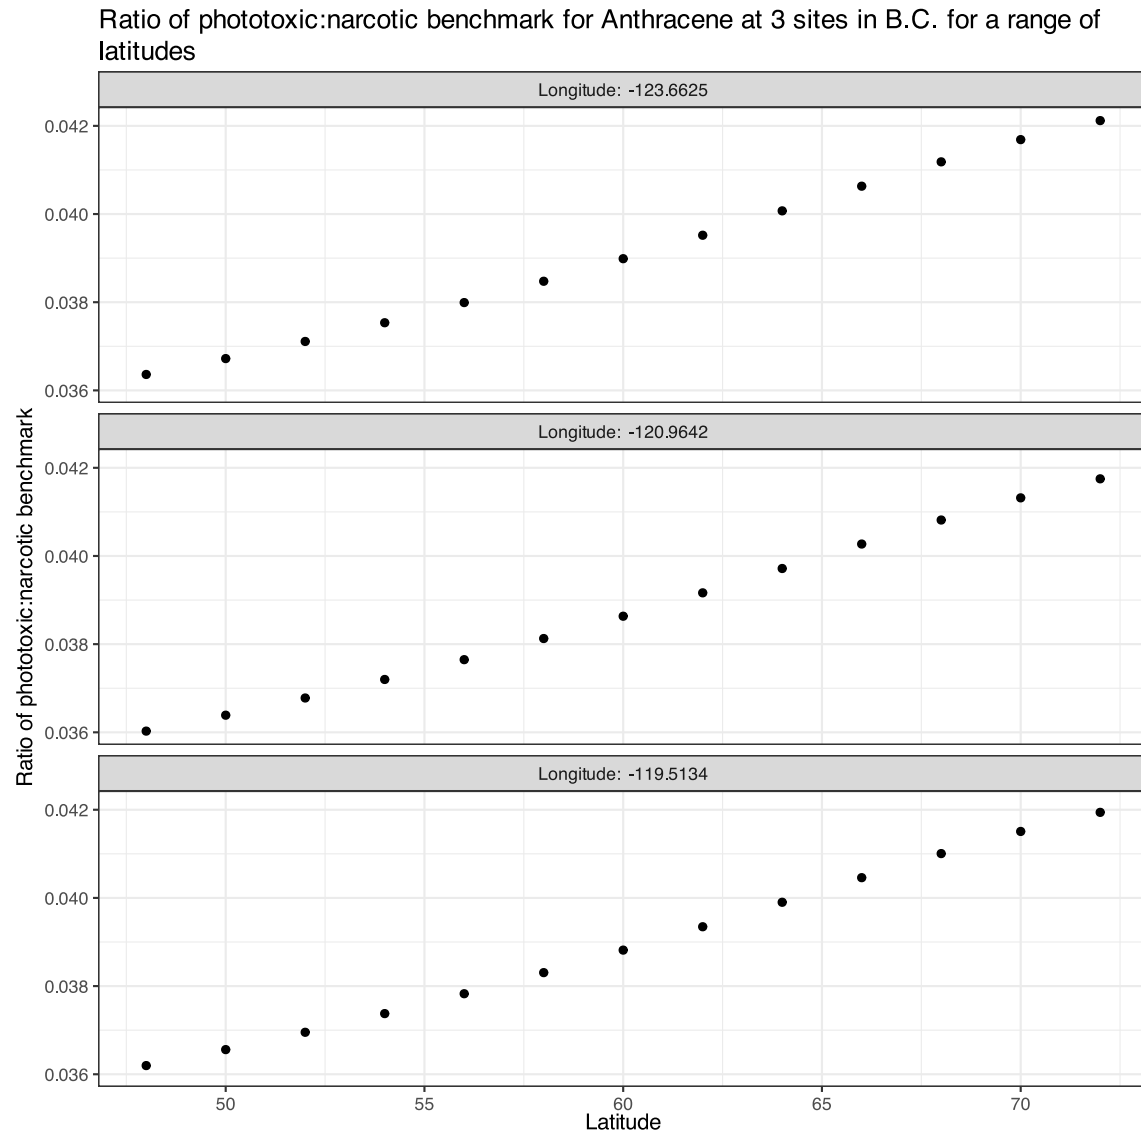 Ratio of phototoxic:narcotic benchmark for Anthracene at 3 sites in B.C. for a range of
latitudes
Longitude: -123.6625
0.042
0.040
0.038
0.036
Longitude: -120.9642
0.042
0.040
0.038
0.036
Longitude: -119.5134
0.042
0.040
0.038
0.036
Ratio of phototoxic:narcotic benchmark
50 55 60 65 70
Latitude